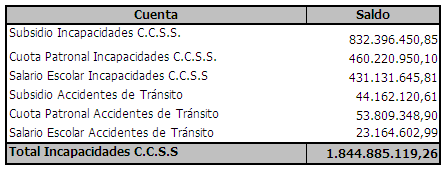 Cuenta Saldo
Subsidio Incapacidades C.C.S.S. 832.396.450,85
Cuota Patronal Incapacidades C.C.S.S. 460.220.950,10
Salario Escolar Incapacidades C.C.S.S 431.131.645,81
Subsidio Accidentes de Tránsito 44.162.120,61
Cuota Patronal Accidentes de Tránsito 53.809.348,90
Salario Escolar Accidentes de Tránsito 23.164.602,99
Total Incapacidades C.C.S.S 1.844.885.119,26